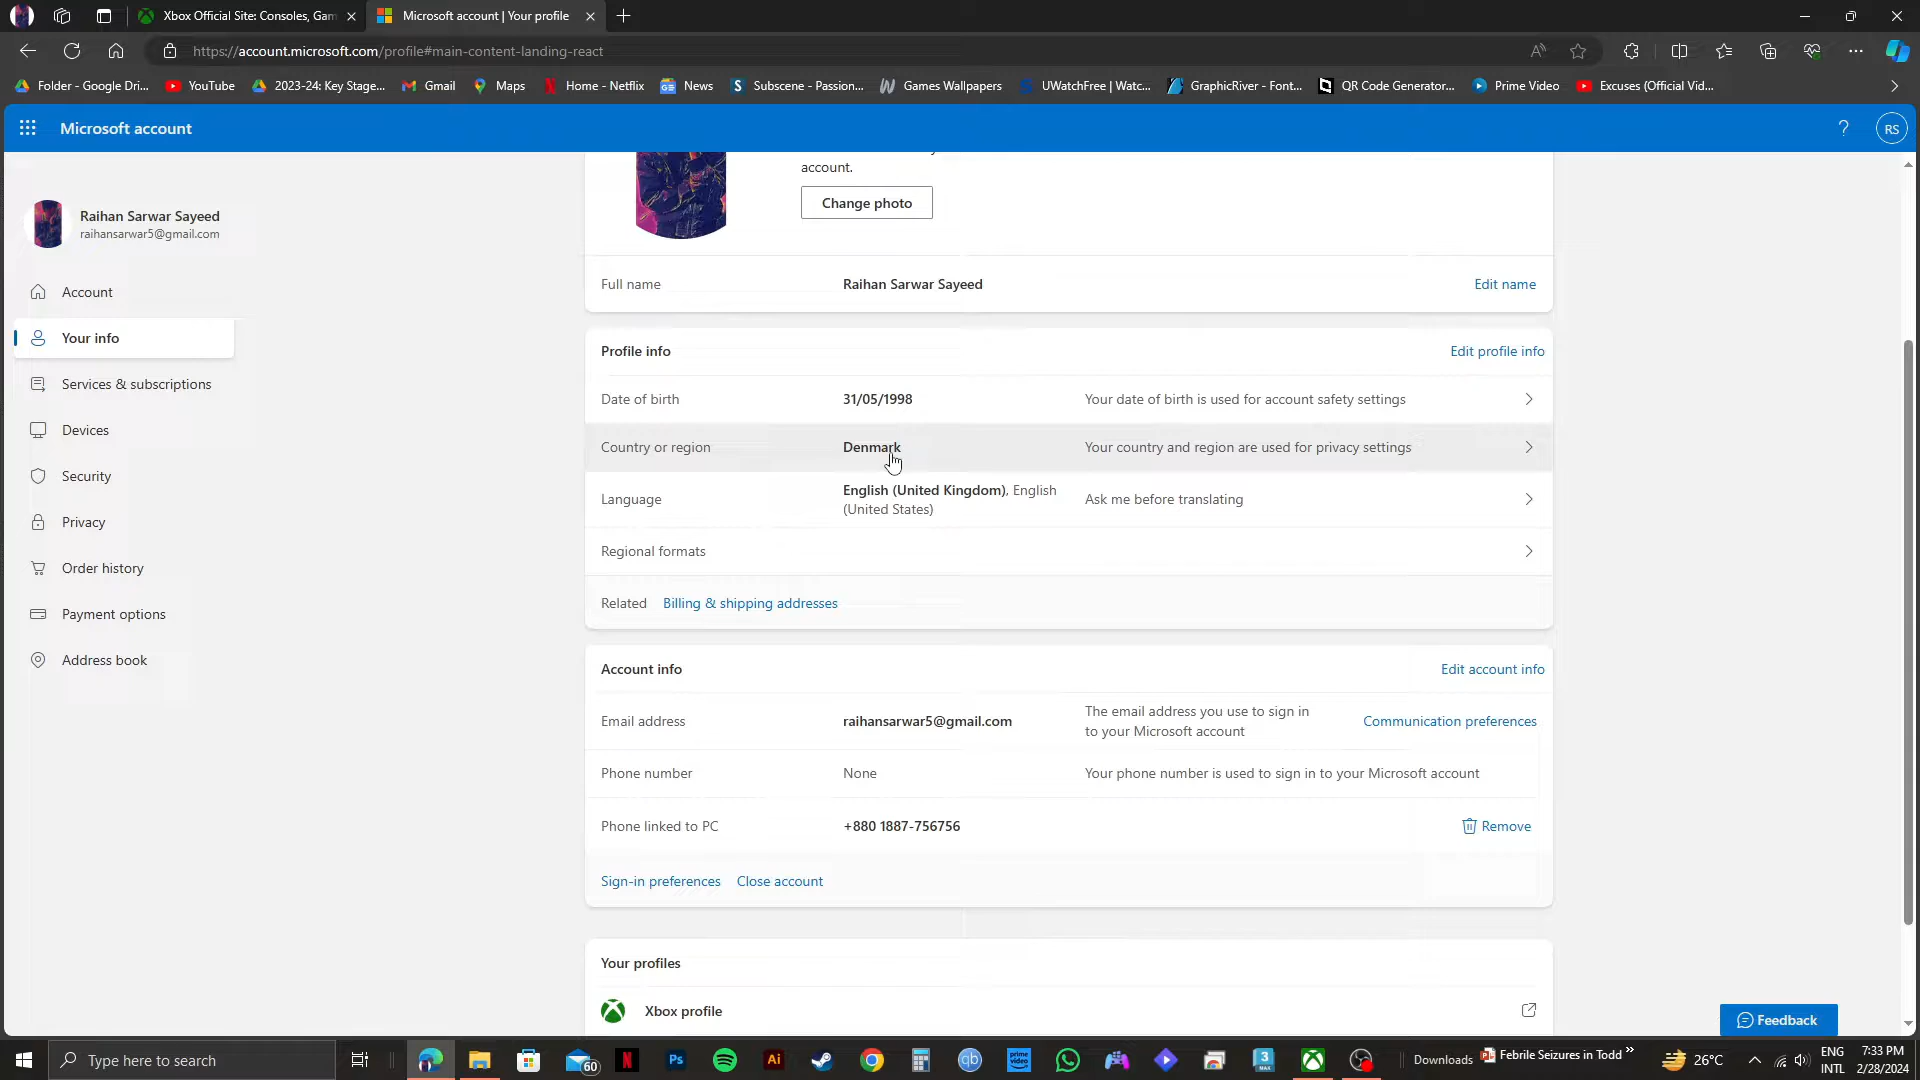 Xbox Official Site: Consoles, Gam
Microsoft account | Your profile
https://account.microsoft.com/profile#main-content-landing-react
Folder - Google Dri...
YouTube
2023-24: Key Stage...
Gmail
Maps
Home - Netflix
News
Subscene - Passion...
Games Wallpapers
UWatchFree | Watc...
GraphicRiver - Font...
QR Code Generator...
Prime Video
Excuses (Official Vid...
Microsoft account
?
RS
Raihan Sarwar Sayeed
raihansarwar5@gmail.com
Account
Your info
Services & subscriptions
Devices
Security
Privacy
Order history
Payment options
Address book
account.
Change photo
Full name
Raihan Sarwar Sayeed
Edit name
Profile info
Edit profile info
Date of birth
31/05/1998
Your date of birth is used for account safety settings
Country or region
Denmark
Your country and region are used for privacy settings
Language
English (United Kingdom), English
(United States)
Ask me before translating
Regional formats
Related
Billing & shipping addresses
Account info
Edit account info
Email address
raihansarwar5@gmail.com
The email address you use to sign in
to your Microsoft account
Communication preferences
Phone number
None
Your phone number is used to sign in to your Microsoft account
Phone linked to PC
+880 1887-756756
Remove
Sign-in preferences
Close account
Your profiles
Xbox profile
Feedback
Type here to search
60
Ps
Ai
qb
prime video
3
MAX
Downloads
Febrile Seizures in Todd
26°C
ENG
INTL
7:33 PM
2/28/2024